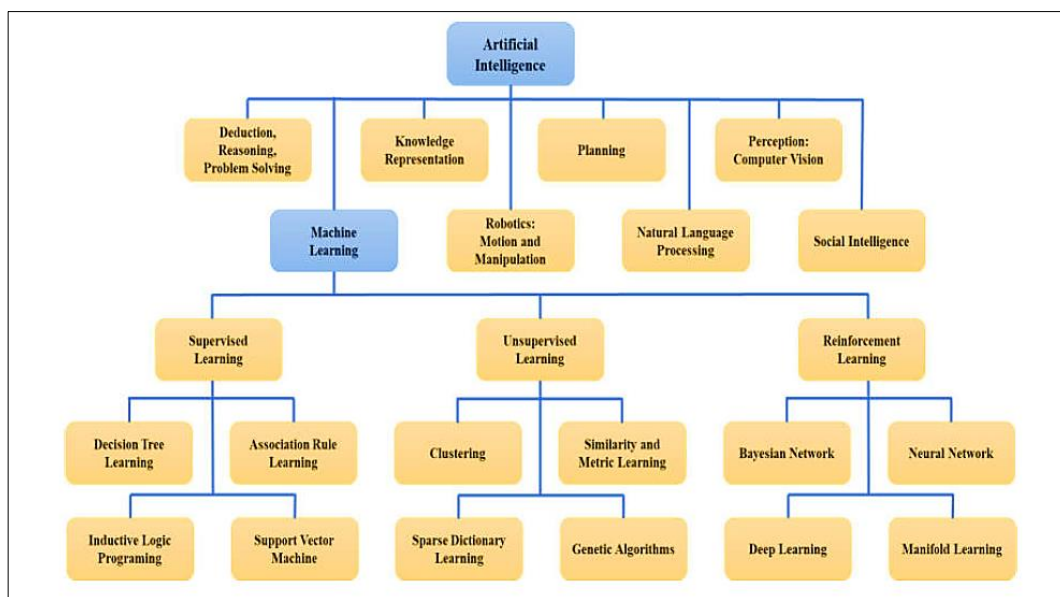 Artificial
Intelligence
Deduction,
Reasoning,
Problem Solving
Knowledge
Representation
Planning
Perception:
Computer Vision
Machine
Learning
Robotics:
Motion and
Manipulation
Natural Language
Processing
Social Intelligence
Supervised
Learning
Unsupervised
Learning
Reinforcement
Learning
Decision Tree
Learning
Association Rule
Learning
Clustering
Similarity and
Metric Learning
Bayesian Network
Neural Network
Inductive Logic
Programing
Support Vector
Machine
Sparse Dictionary
Learning
Genetic Algorithms
Deep Learning
Manifold Learning